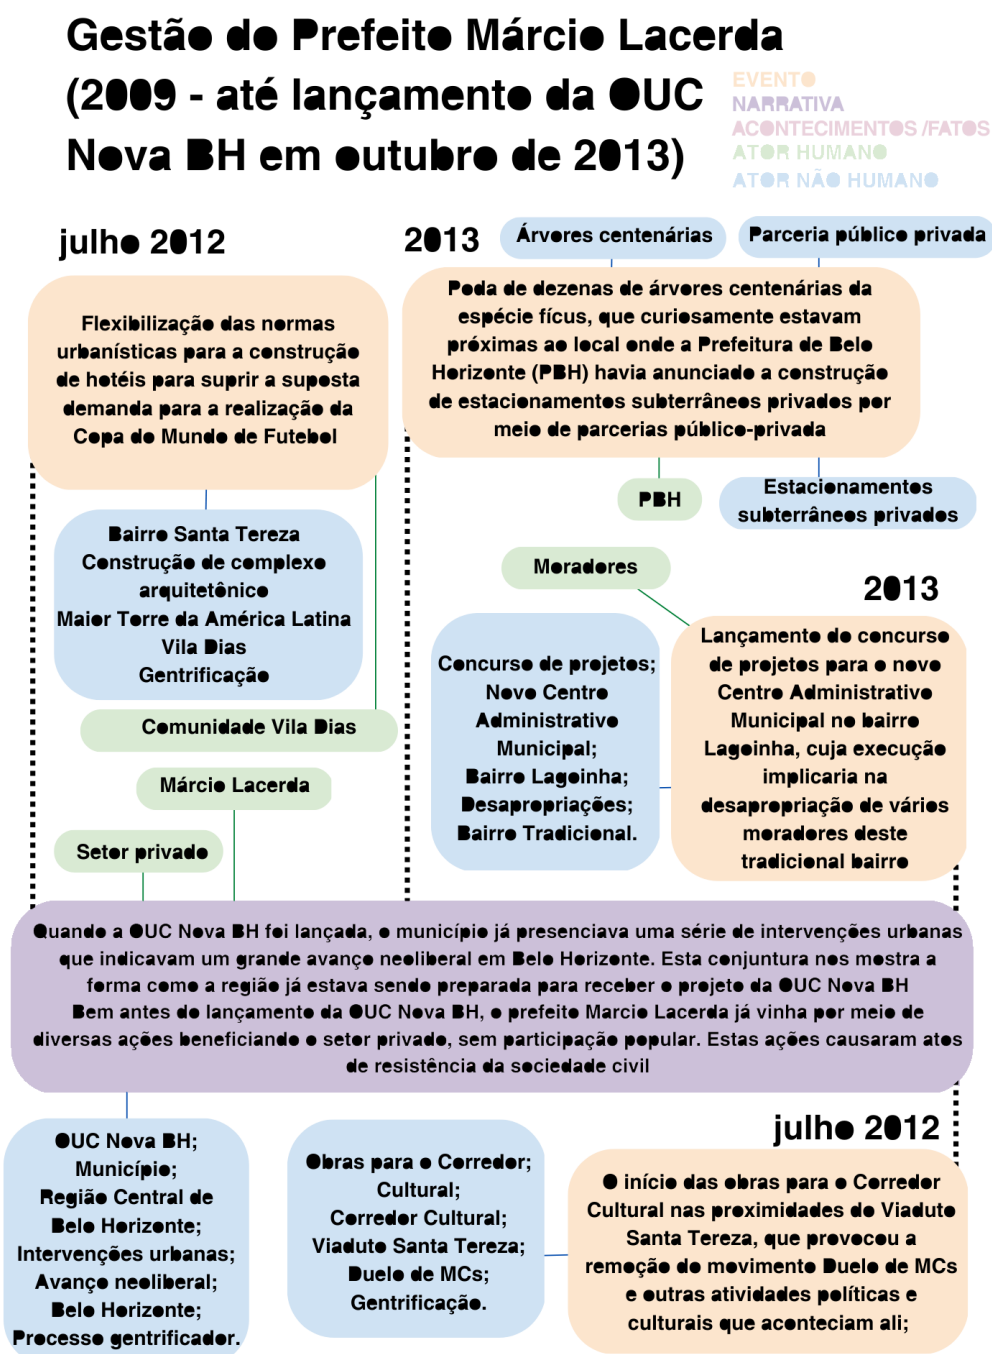 Gestão do Prefeito Márcio Lacerda
(2009 - até lançamento da OUC
Nova BH em outubro de 2013)
EVENTO
NARRATIVA
ACONTECIMENTOS /FATOS
ATOR HUMANO
ATOR NÃO HUMANO
julho 2012
Flexibilização das normas
urbanísticas para a construção
de hotéis para suprir a suposta
demanda para a realização da
Copa do Mundo de Futebol
Bairro Santa Tereza
Construção de complexo
arquitetônico
Maior Torre da América Latina
Vila Dias
Gentrificação
Comunidade Vila Dias
Márcio Lacerda
Setor privado
2013
Árvores centenárias
Parceria público privada
Poda de dezenas de árvores centenárias da
espécie fícus, que curiosamente estavam
próximas ao local onde a Prefeitura de Belo
Horizonte (PBH) havia anunciado a construção
de estacionamentos subterrâneos privados por
meio de parcerias público-privada
PBH
Estacionamentos
subterrâneos privados
Moradores
2013
Concurso de projetos;
Novo Centro
Administrativo
Municipal;
Bairro Lagoinha;
Desapropriações;
Bairro Tradicional.
Lançamento do concurso
de projetos para o novo
Centro Administrativo
Municipal no bairro
Lagoinha, cuja execução
implicaria na
desapropriação de vários
moradores deste
tradicional bairro
Quando a OUC Nova BH foi lançada, o município já presenciava uma série de intervenções urbanas
que indicavam um grande avanço neoliberal em Belo Horizonte. Esta conjuntura nos mostra a
forma como a região já estava sendo preparada para receber o projeto da OUC Nova BH
Bem antes do lançamento da OUC Nova BH, o prefeito Marcio Lacerda já vinha por meio de
diversas ações beneficiando o setor privado, sem participação popular. Estas ações causaram atos
de resistência da sociedade civil
OUC Nova BH;
Município;
Região Central de
Belo Horizonte;
Intervenções urbanas;
Avanço neoliberal;
Belo Horizonte;
Processo gentrificador.
Obras para o Corredor;
Cultural;
Corredor Cultural;
Viaduto Santa Tereza;
Duelo de MCs;
Gentrificação.
julho 2012
O início das obras para o Corredor
Cultural nas proximidades do Viaduto
Santa Tereza, que provocou a
remoção do movimento Duelo de MCs
e outras atividades políticas e
culturais que aconteciam ali;